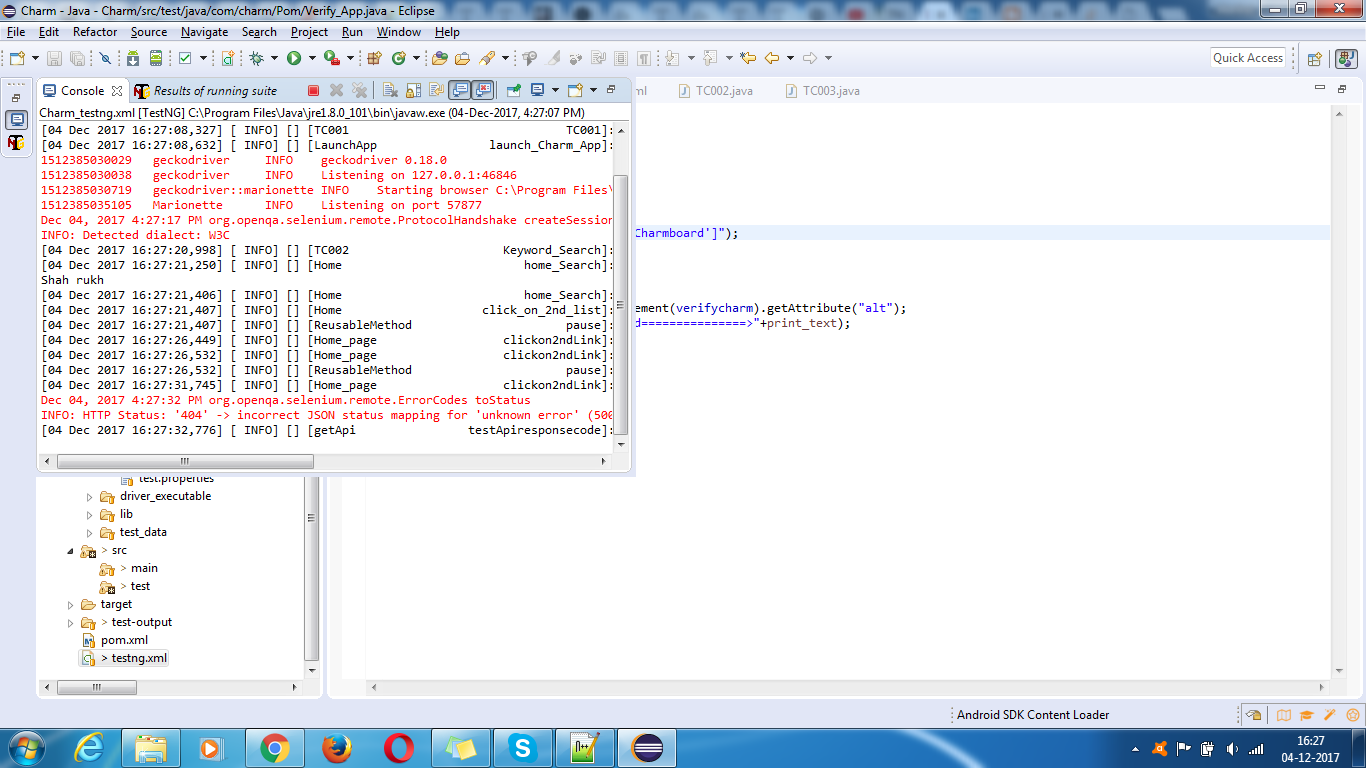 Charm - Java - Charm/src/test/java/com/charm/Pom/Verify_App.java - Eclipse
File Edit Refactor Source Navigate Search Project Run Window Help
Quick Access
Console Results of running suite
ml TC002.java TC003.java
Charm_testng.xml [TestNG] C:\Program Files\Java\jre1.8.0_101\bin\javaw.exe (04-Dec-2017, 4:27:07 PM)
[04 Dec 2017 16:27:08,327] [ INFO] [] [TC001 TC001]:
[04 Dec 2017 16:27:08,632] [ INFO] [] [LaunchApp launch_Charm_App]:
1512385030029 geckodriver INFO geckodriver 0.18.0
1512385030038 geckodriver INFO Listening on 127.0.0.1:46846
1512385030719 geckodriver::marionette INFO Starting browser C:\Program Files\
1512385035105 Marionette INFO Listening on port 57877
Dec 04, 2017 4:27:17 PM org.openqa.selenium.remote.ProtocolHandshake createSession
INFO: Detected dialect: W3C
[04 Dec 2017 16:27:20,998] [ INFO] [] [TC002 Keyword_Search]:
[04 Dec 2017 16:27:21,250] [ INFO] [] [Home home_Search]:
Shah rukh
[04 Dec 2017 16:27:21,406] [ INFO] [] [Home home_Search]:
[04 Dec 2017 16:27:21,407] [ INFO] [] [Home click_on_2nd_list]:
[04 Dec 2017 16:27:21,407] [ INFO] [] [ReusableMethod pause]:
[04 Dec 2017 16:27:26,449] [ INFO] [] [Home_page clickon2ndLink]:
[04 Dec 2017 16:27:26,532] [ INFO] [] [Home_page clickon2ndLink]:
[04 Dec 2017 16:27:26,532] [ INFO] [] [ReusableMethod pause]:
[04 Dec 2017 16:27:31,745] [ INFO] [] [Home_page clickon2ndLink]:
Dec 04, 2017 4:27:32 PM org.openqa.selenium.remote.ErrorCodes toStatus
INFO: HTTP Status: '404' -> incorrect JSON status mapping for 'unknown error' (500
[04 Dec 2017 16:27:32,776] [ INFO] [] [getApi testApiresponsecode]:
Charmboard']");
ement(verifycharm).getAttribute("alt");
d===============>"+print_text);
test.properties
driver_executable
lib
test_data
> src
> main
> test
target
> test-output
pom.xml
> testng.xml
Android SDK Content Loader
16:27
04-12-2017